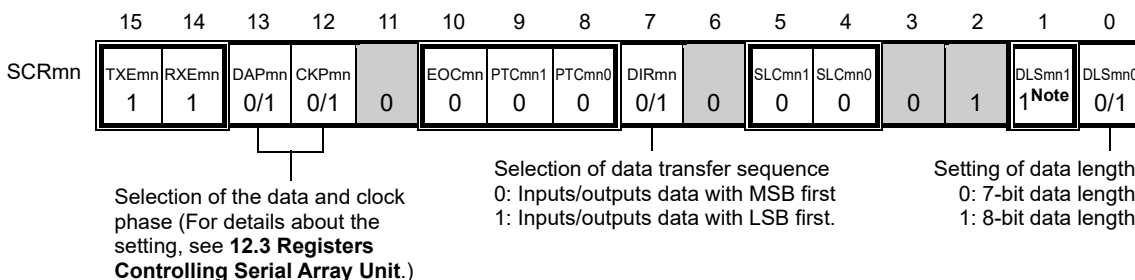 15 14 13 12 11 10 9 8 7 6 5 4 3 2 1 0
SCRmn TXEmn RXEmn DAPmn CKPmn EOCmn PTCmn1 PTCmn0 DIRmn SLCmn1 SLCmn0 DLSmn1 DLSmn0
1 1 0/1 0/1 0 0 0 0 0/1 0 0 0 0 1 1Note 0/1
Selection of the data and clock
phase (For details about the
setting, see 12.3 Registers
Controlling Serial Array Unit.)
Selection of data transfer sequence
0: Inputs/outputs data with MSB first
1: Inputs/outputs data with LSB first.
Setting of data length
0: 7-bit data length
1: 8-bit data length